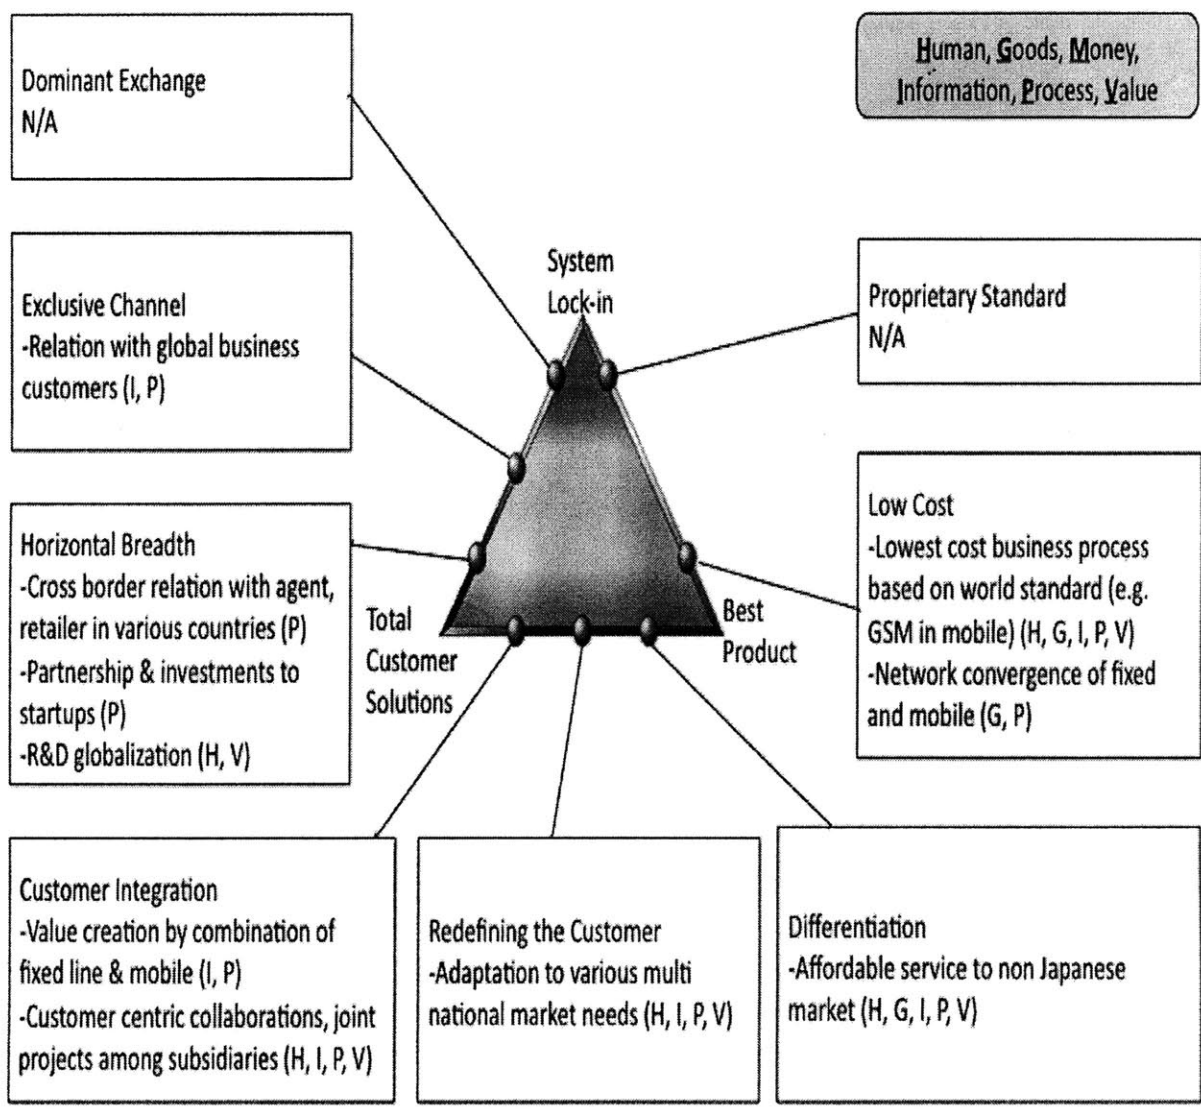 Dominant Exchange
N/A
Human, Goods, Money,
Information, Process, Value
Exclusive Channel
-Relation with global business
customers (I, P)
System
Lock-in
Proprietary Standard
N/A
Horizontal Breadth
-Cross border relation with agent,
retailer in various countries (P)
-Partnership & investments to
startups (P)
-R&D globalization (H, V)
Total
Customer
Solutions
Best
Product
Low Cost
-Lowest cost business process
based on world standard (e.g.
GSM in mobile) (H, G, I, P, V)
-Network convergence of fixed
and mobile (G, P)
Customer Integration
-Value creation by combination of
fixed line & mobile (I, P)
-Customer centric collaborations, joint
projects among subsidiaries (H, I, P, V)
Redefining the Customer
-Adaptation to various multi
national market needs (H, I, P, V)
Differentiation
-Affordable service to non Japanese
market (H, G, I, P, V)